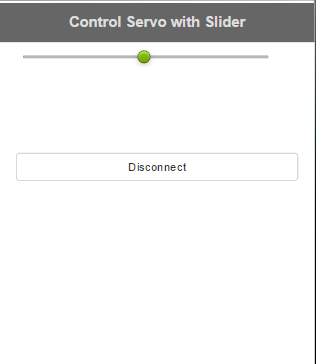 Control Servo with Slider
Disconnect